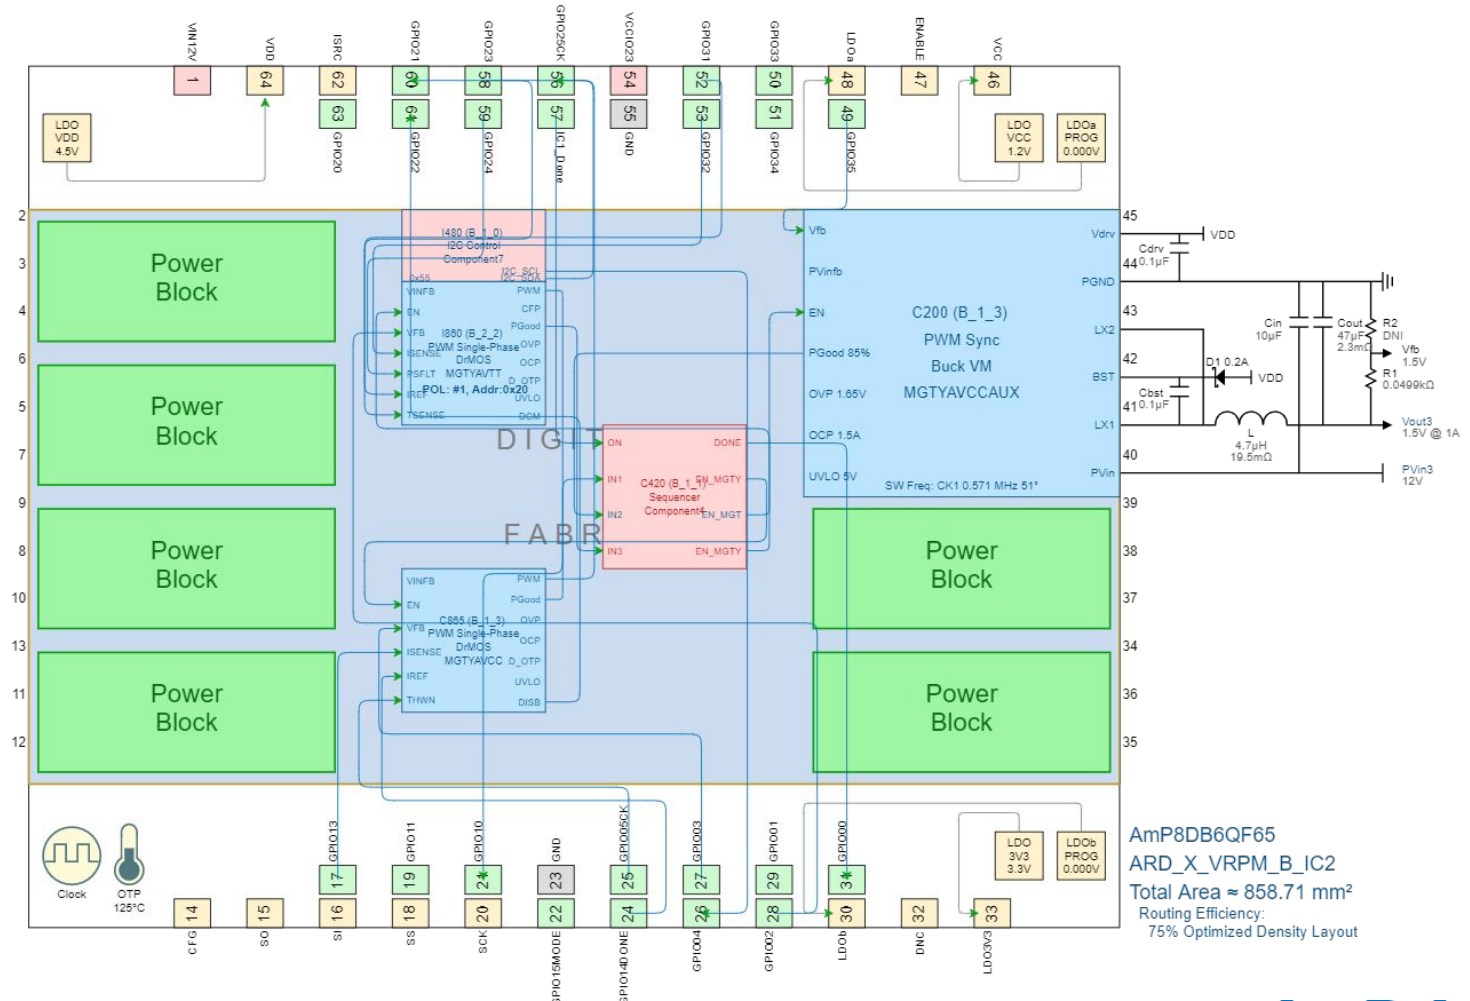 VIN12V
VDD
ISRC
GPIO21
GPIO23
GPIO25CK
VCCIO23
GPIO31
GPIO33
LDOa
ENABLE
VCC
1
64
62
60
58
56
54
52
50
48
47
46
63
61
59
57
55
53
51
49
GPIO20
GPIO22
GPIO24
IC1_Done
GND
GPIO32
GPIO34
GPIO35
LDO
VDD
4.5V
LDO
VCC
1.2V
LDOa
PROG
0.000V
2
3
4
6
5
7
9
8
10
13
11
12
45
44
43
42
41
40
39
38
37
34
36
35
Power
Block
Power
Block
Power
Block
Power
Block
Power
Block
Power
Block
I480 (B_1_0)
I2C Control
Component7
0x55
I2C_SCL
I2C_SDA
VINFB
EN
VFB
ISENSE
PSFLT
IREF
TSENSE
PWM
CFP
PGood
OVP
OCP
D_OTP
UVLO
DCM
I860 (B_2_2)
PWM Single-Phase
DrMOS
MGTYAVTT
POL: #1, Addr:0x20
DIGIT
FABR
ON
IN1
IN2
IN3
DONE
EN_MGTY
EN_MGT
EN_MGTY
C420 (B_1_1)
Sequencer
Component4
VINFB
EN
VFB
ISENSE
IREF
THWN
PWM
PGood
OVP
OCP
D_OTP
UVLO
DISB
C865 (B_1_3)
PWM Single-Phase
DrMOS
MGTYAVCC
Vfb
PVinfb
EN
PGood 85%
OVP 1.65V
OCP 1.5A
UVLO 5V
C200 (B_1_3)
PWM Sync
Buck VM
MGTYAVCCAUX
SW Freq: CK1 0.571 MHz 51°
Vdrv
PGND
LX2
BST
LX1
PVin
VDD
Cdrv
0.1µF
Cin
10µF
Cout
47µF
2.3mΩ
R2
DNI
Vfb
1.5V
R1
0.0499kΩ
D1 0.2A
VDD
Cbst
0.1µF
L
4.7µH
19.5mΩ
Vout3
1.5V @ 1A
PVin3
12V
Clock
OTP
125°C
GPIO13
GPIO11
GPIO10
GND
GPIO05CK
GPIO03
GPIO01
GPIO00
17
19
21
23
25
27
29
31
14
15
16
18
20
22
24
26
28
30
32
33
CFG
SO
SI
SS
SCK
GPIO15MODE
GPIO14DONE
GPIO04
GPIO02
LDOb
DNC
LDO3V3
LDO
3V3
3.3V
LDOb
PROG
0.000V
AmP8DB6QF65
ARD_X_VRPM_B_IC2
Total Area ≈ 858.71 mm²
Routing Efficiency:
75% Optimized Density Layout